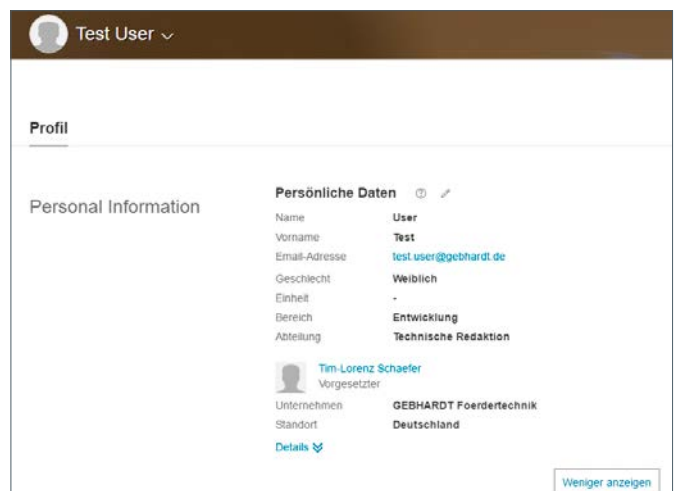 Test User
Profil
Personal Information
Persönliche Daten
Name User
Vorname Test
Email-Adresse test.user@gebhardt.de
Geschlecht Weiblich
Einheit -
Bereich Entwicklung
Abteilung Technische Redaktion
Tim-Lorenz Schaefer
Vorgesetzter
Unternehmen GEBHARDT Foerdertechnik
Standort Deutschland
Details
Weniger anzeigen